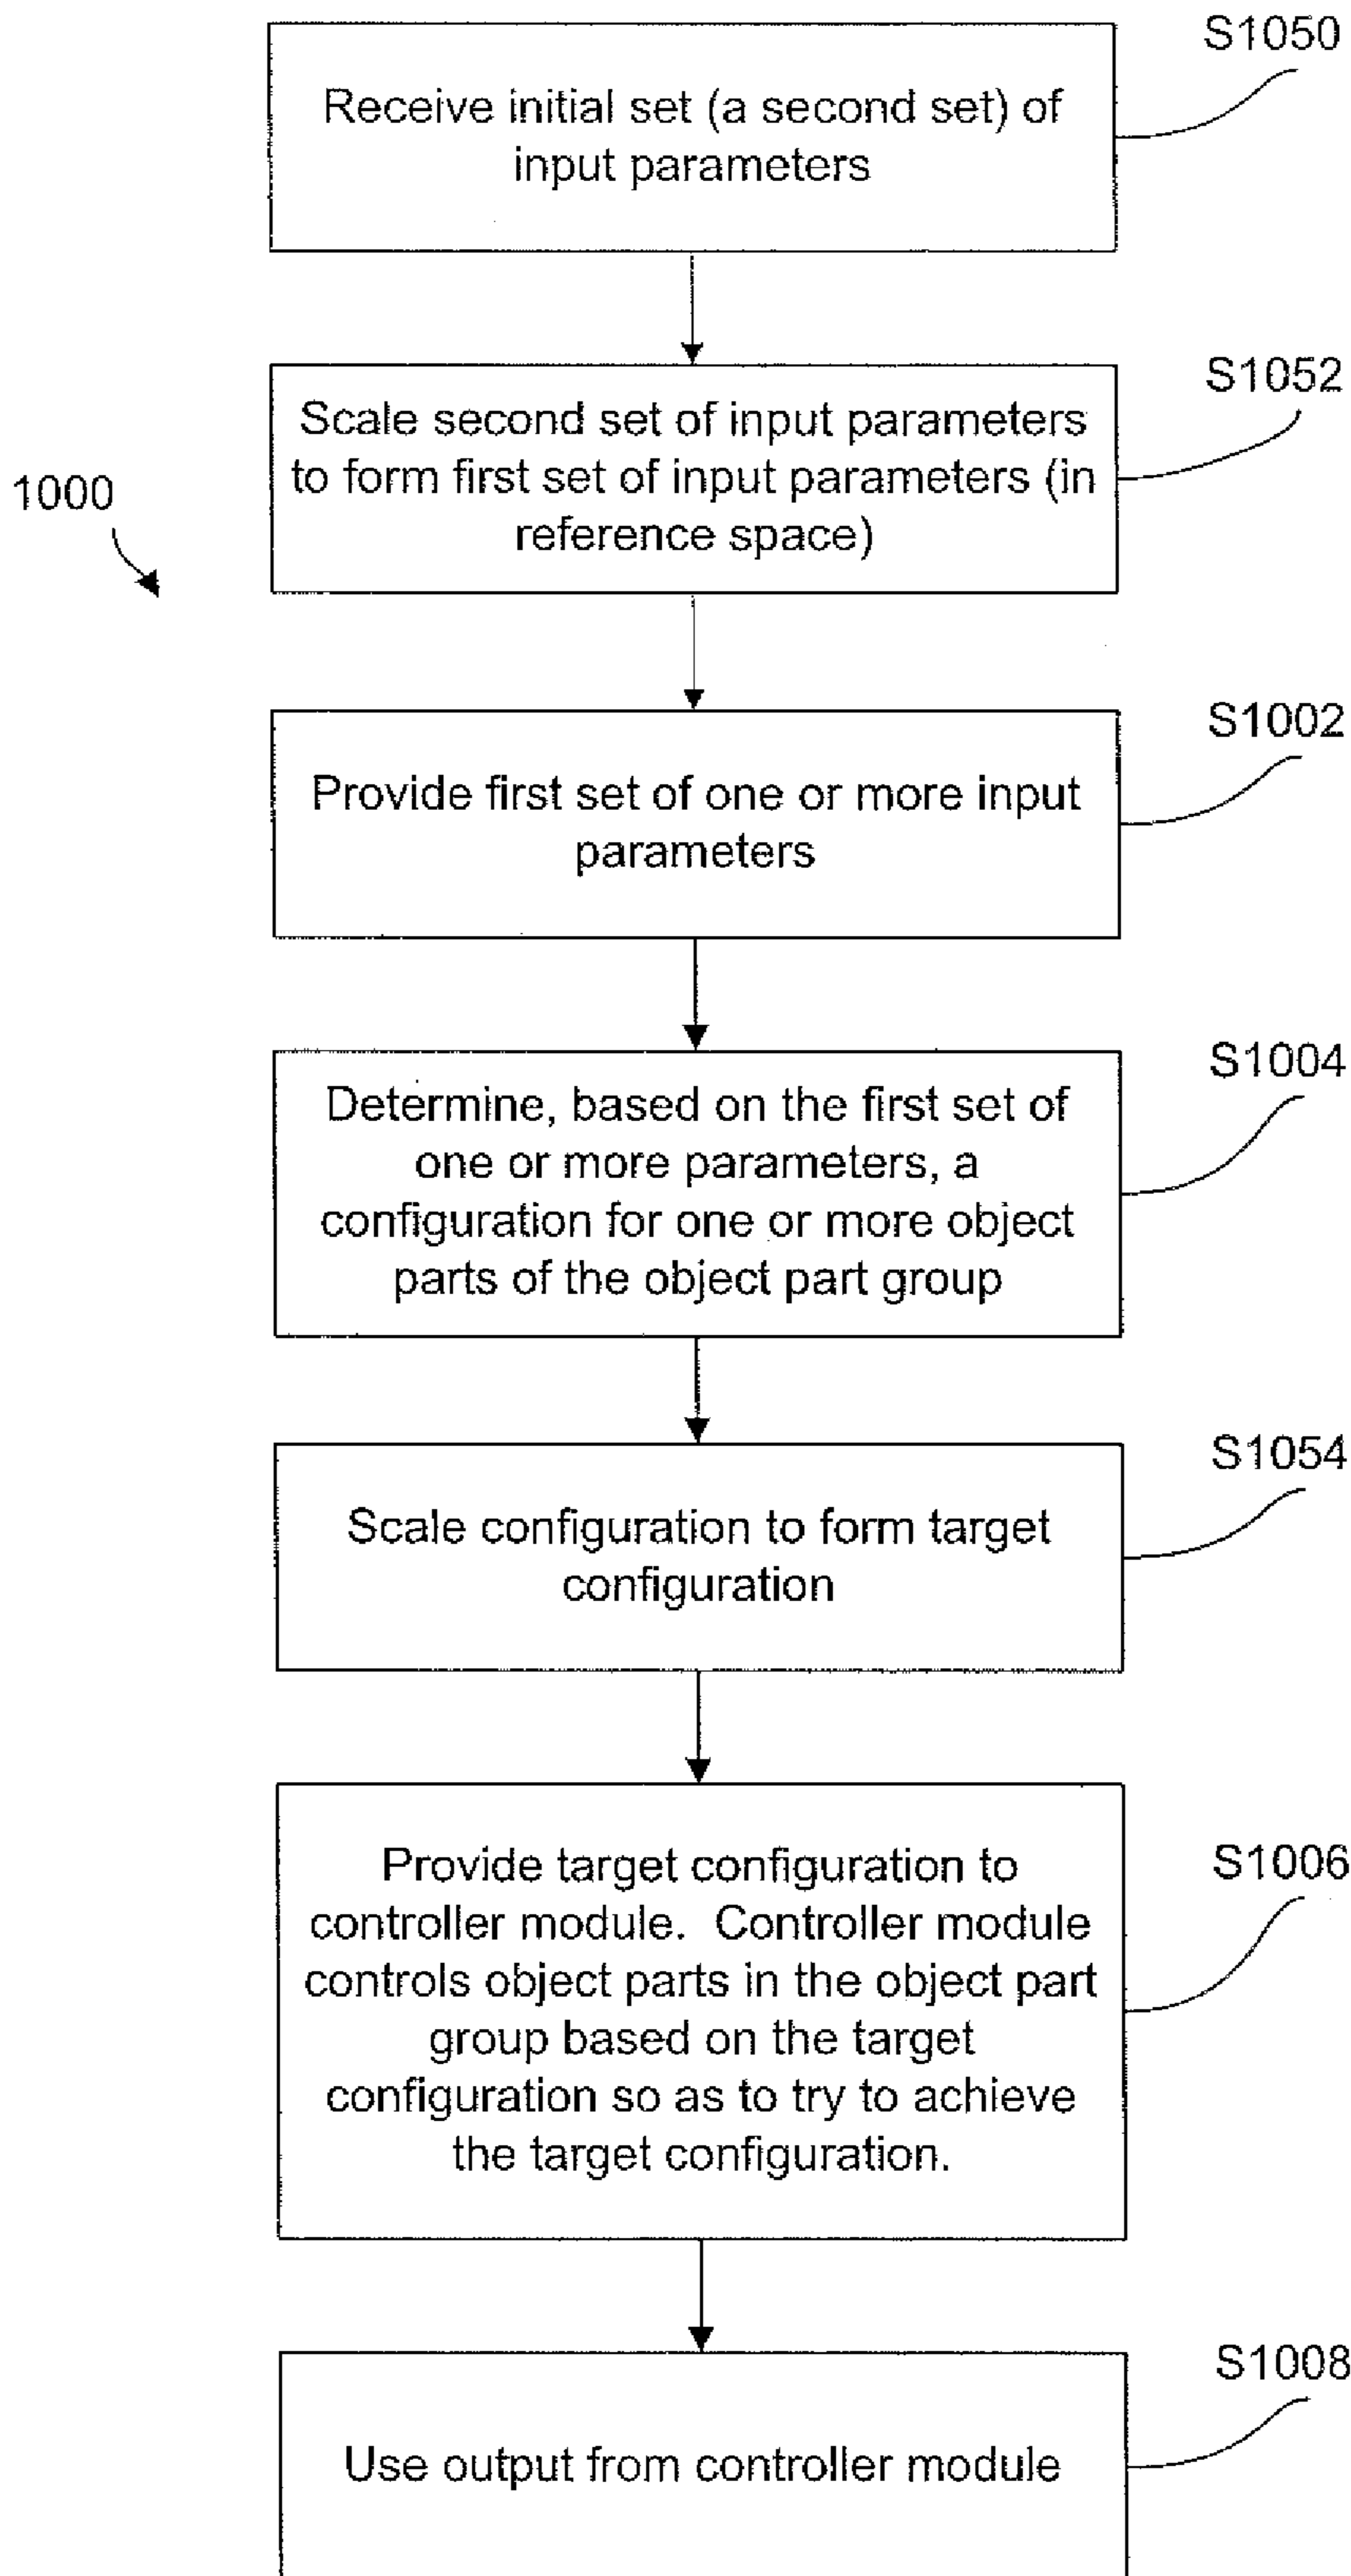 S1050
Receive initial set (a second set) of
input parameters
S1052
Scale second set of input parameters
to form first set of input parameters (in
reference space)
1000
S1002
Provide first set of one or more input
parameters
S1004
Determine, based on the first set of
one or more parameters, a
configuration for one or more object
parts of the object part group
S1054
Scale configuration to form target
configuration
S1006
Provide target configuration to
controller module.  Controller module
controls object parts in the object part
group based on the target
configuration so as to try to achieve
the target configuration.
S1008
Use output from controller module